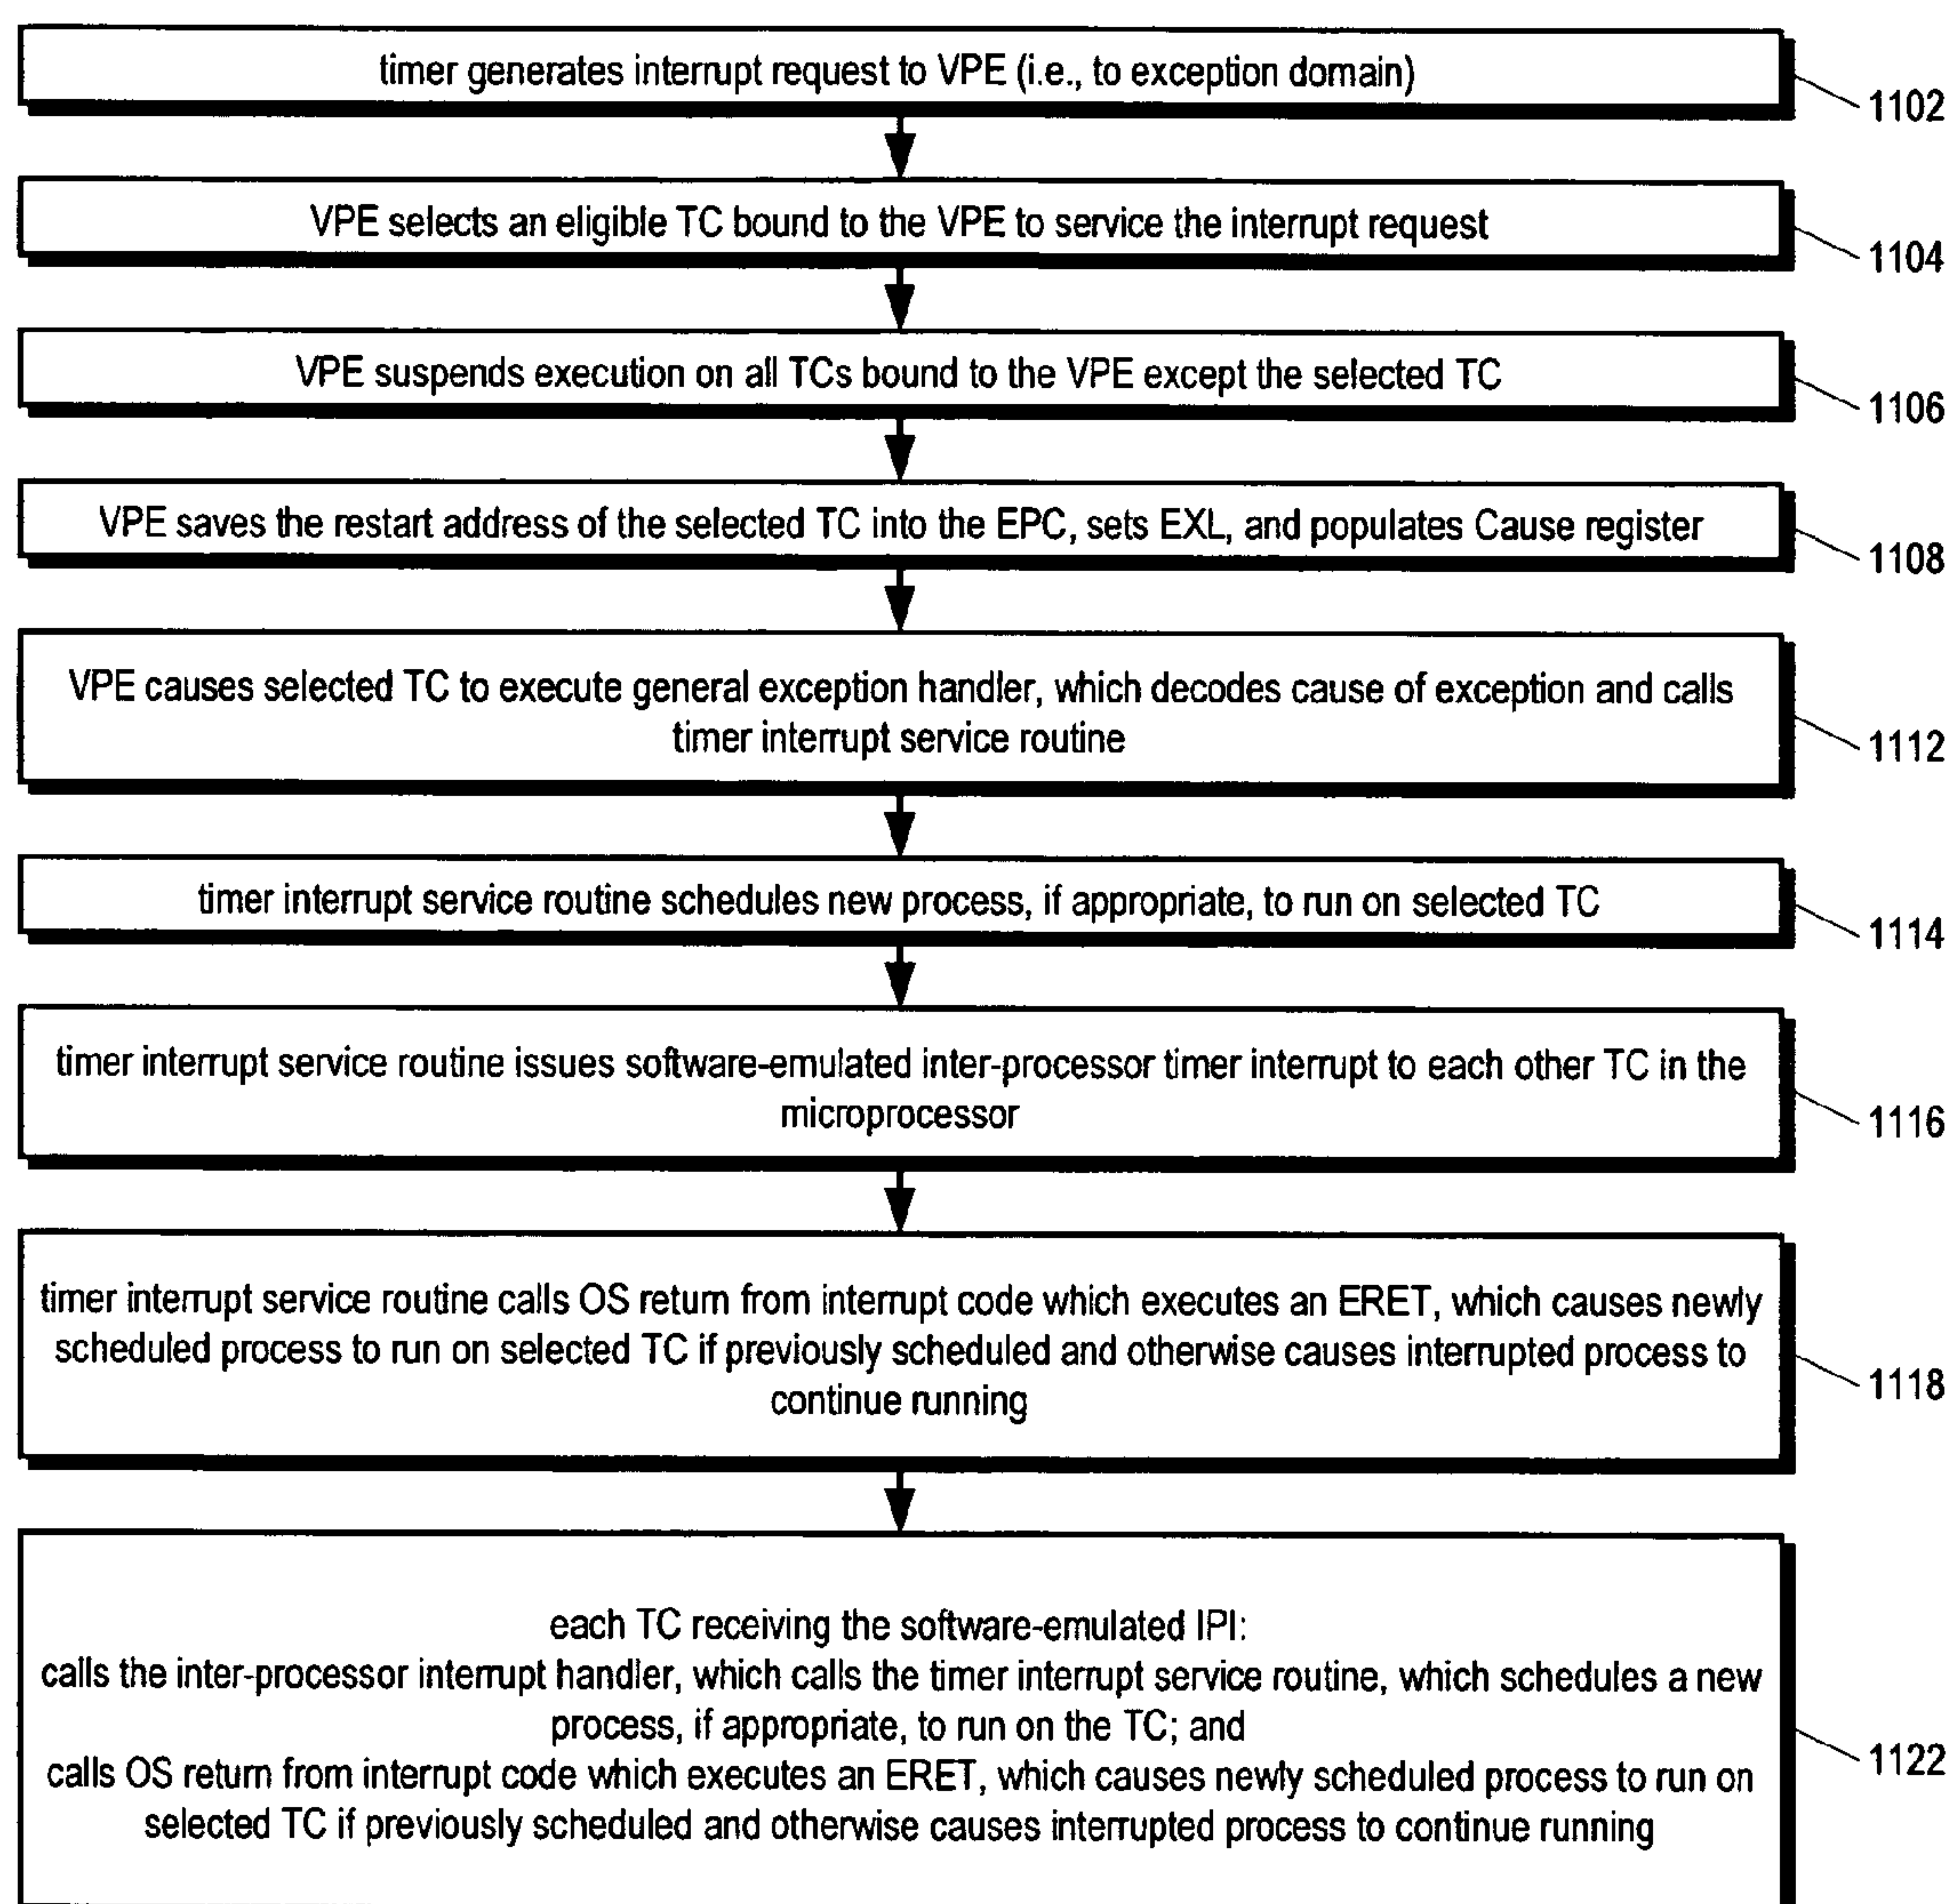 timer generates interrupt request to VPE (i.e., to exception domain)
1102
VPE selects an eligible TC bound to the VPE to service the interrupt request
1104
VPE suspends execution on all TCs bound to the VPE except the selected TC
1106
VPE saves the restart address of the selected TC into the EPC, sets EXL, and populates Cause register
1108
VPE causes selected TC to execute general exception handler, which decodes cause of exception and calls
timer interrupt service routine
1112
timer interrupt service routine schedules new process, if appropriate, to run on selected TC
1114
timer interrupt service routine issues software-emulated inter-processor timer interrupt to each other TC in the
microprocessor
1116
timer interrupt service routine calls OS return from interrupt code which executes an ERET, which causes newly
scheduled process to run on selected TC if previously scheduled and otherwise causes interrupted process to
continue running
1118
each TC receiving the software-emulated IPI:
calls the inter-processor interrupt handler, which calls the timer interrupt service routine, which schedules a new
process, if appropriate, to run on the TC; and
calls OS return from interrupt code which executes an ERET, which causes newly scheduled process to run on
selected TC if previously scheduled and otherwise causes interrupted process to continue running
1122